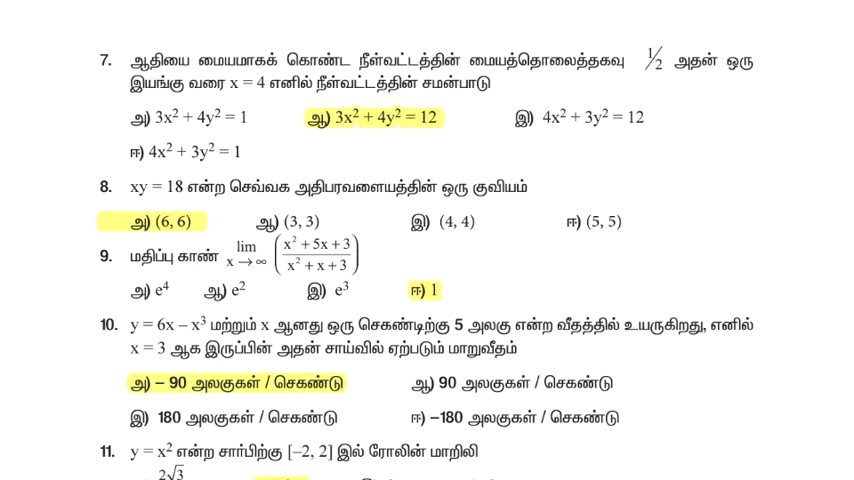 7. ஆதியை மையமாகக் கொண்ட நீள்வட்டத்தின் மையத்தொலைத்தகவு 1/2 அதன் ஒரு
இயங்கு வரை x = 4 எனில் நீள்வட்டத்தின் சமன்பாடு
அ) 3x² + 4y² = 1 ஆ) 3x² + 4y² = 12 இ) 4x² + 3y² = 12
ஈ) 4x² + 3y² = 1
8. xy = 18 என்ற செவ்வக அதிபரவளையத்தின் ஒரு குவியம்
அ) (6, 6) ஆ) (3, 3) இ) (4, 4) ஈ) (5, 5)
9. மதிப்பு காண் lim x → ∞ (x² + 5x + 3 / x² + x + 3)
அ) e⁴ ஆ) e² இ) e³ ஈ) 1
10. y = 6x – x³ மற்றும் x ஆனது ஒரு செகண்டிற்கு 5 அலகு என்ற வீதத்தில் உயருகிறது, எனில்
x = 3 ஆக இருப்பின் அதன் சாய்வில் ஏற்படும் மாறுவீதம்
அ) – 90 அலகுகள் / செகண்டு ஆ) 90 அலகுகள் / செகண்டு
இ) 180 அலகுகள் / செகண்டு ஈ) –180 அலகுகள் / செகண்டு
11. y = x² என்ற சார்பிற்கு [–2, 2] இல் ரோலின் மாறிலி
2√3